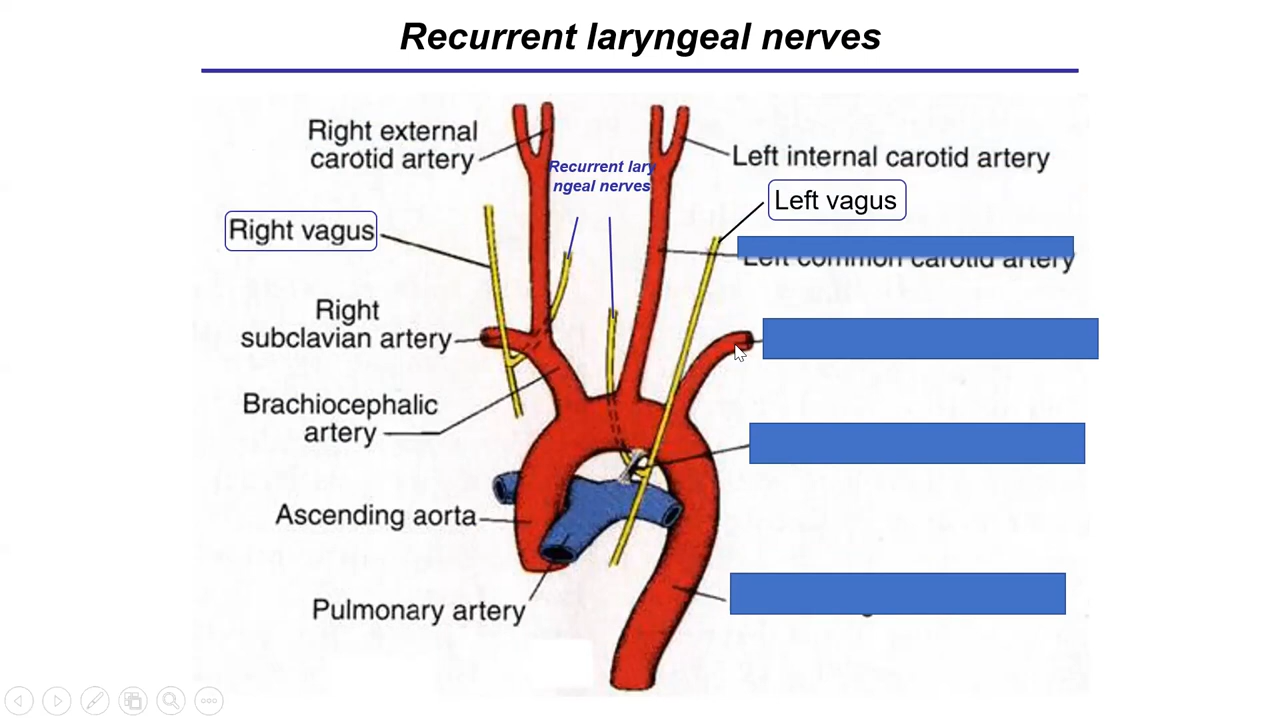 Recurrent laryngeal nerves
Right external
carotid artery
Recurrent lary
ngeal nerves
Left internal carotid artery
Left vagus
Right vagus
Left common carotid artery
Right
subclavian artery
Brachiocephalic
artery
Ascending aorta
Pulmonary artery